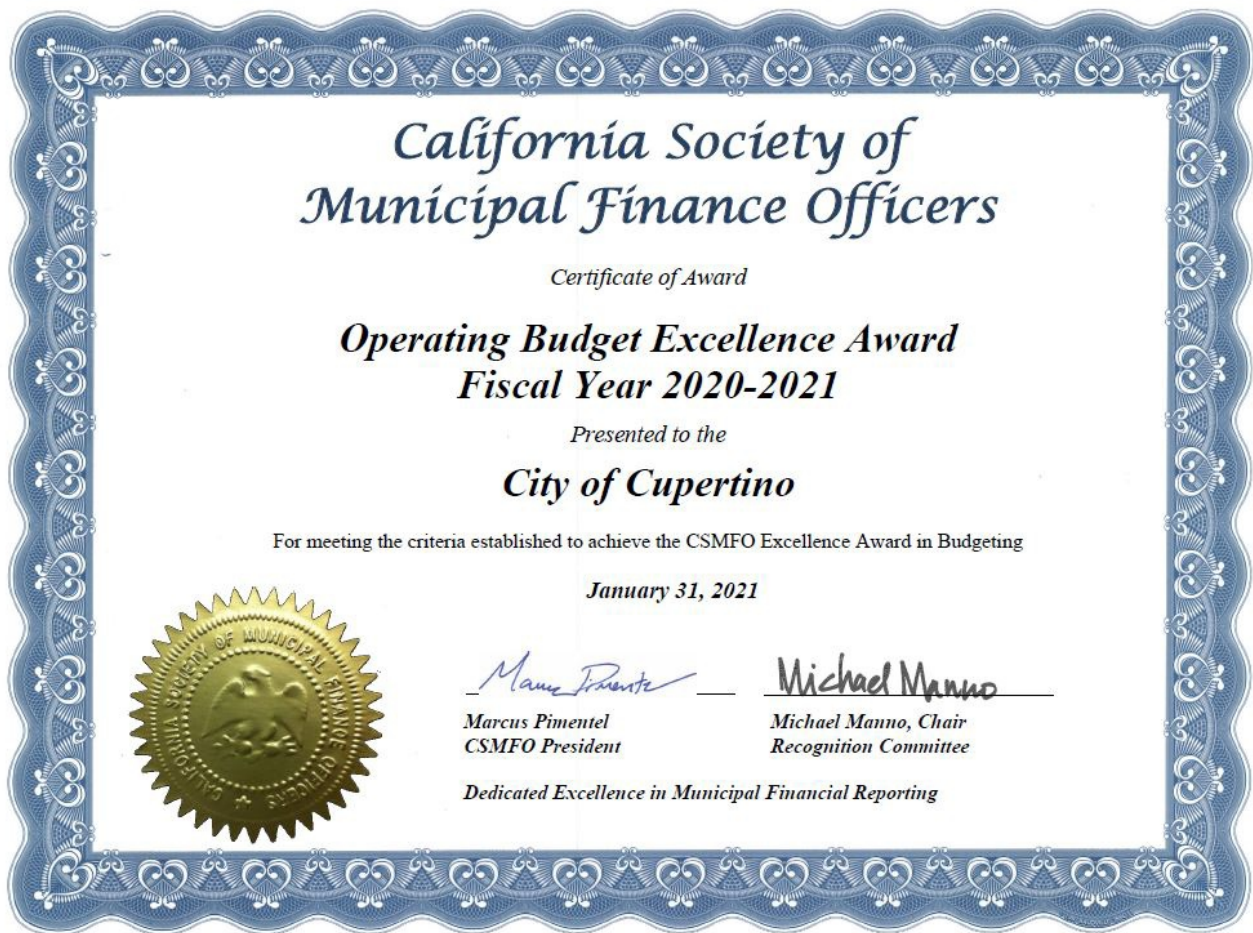 California Society of
Municipal Finance Officers
Certificate of Award
Operating Budget Excellence Award
Fiscal Year 2020-2021
Presented to the
City of Cupertino
For meeting the criteria established to achieve the CSMFO Excellence Award in Budgeting
January 31, 2021
CALIFORNIA SOCIETY OF MUNICIPAL FINANCE OFFICERS
Michael Manno
Marcus Pimentel
CSMFO President
Michael Manno, Chair
Recognition Committee
Dedicated Excellence in Municipal Financial Reporting